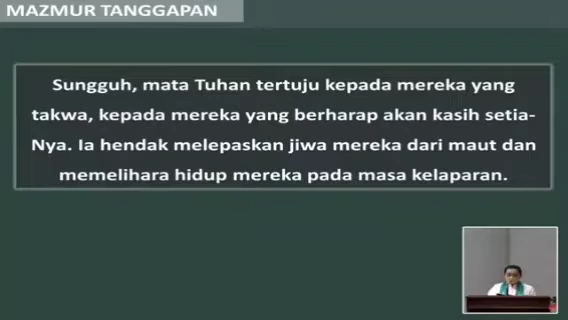 MAZMUR TANGGAPAN
Sungguh, mata Tuhan tertuju kepada mereka yang
takwa, kepada mereka yang berharap akan kasih setia-
Nya. Ia hendak melepaskan jiwa mereka dari maut dan
memelihara hidup mereka pada masa kelaparan.